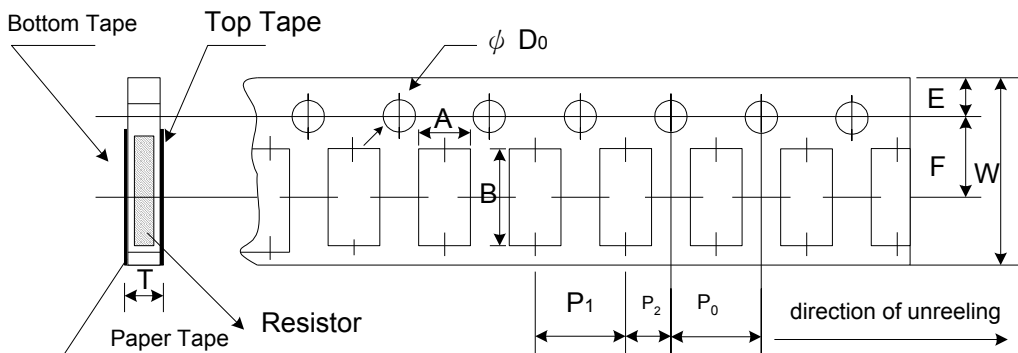 Bottom Tape
Top Tape
ψ D0
A
B
E
F
W
T
P1
P2
P0
direction of unreeling
Resistor
Paper Tape